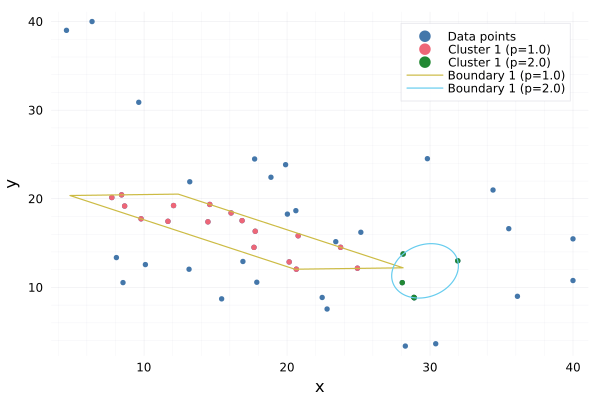 40
30
20
10
y
10
20
30
40
x
Data points
Cluster 1 (p=1.0)
Cluster 1 (p=2.0)
Boundary 1 (p=1.0)
Boundary 1 (p=2.0)